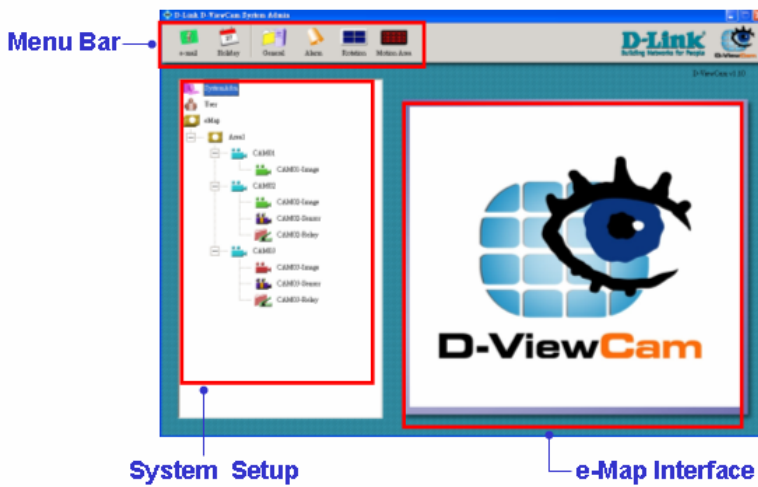 D-Link D-ViewCam System Admin
Menu Bar
e-mail Holiday General Alarm Rotation Motion Area
D-Link
Building Networks for People
D-ViewCam
SystemAdm
User
eMap
Area1
CAM01
CAM01-Image
CAM02
CAM02-Image
CAM02-Sensor
CAM02-Relay
CAM03
CAM03-Image
CAM03-Sensor
CAM03-Relay
D-ViewCam
System Setup
e-Map Interface